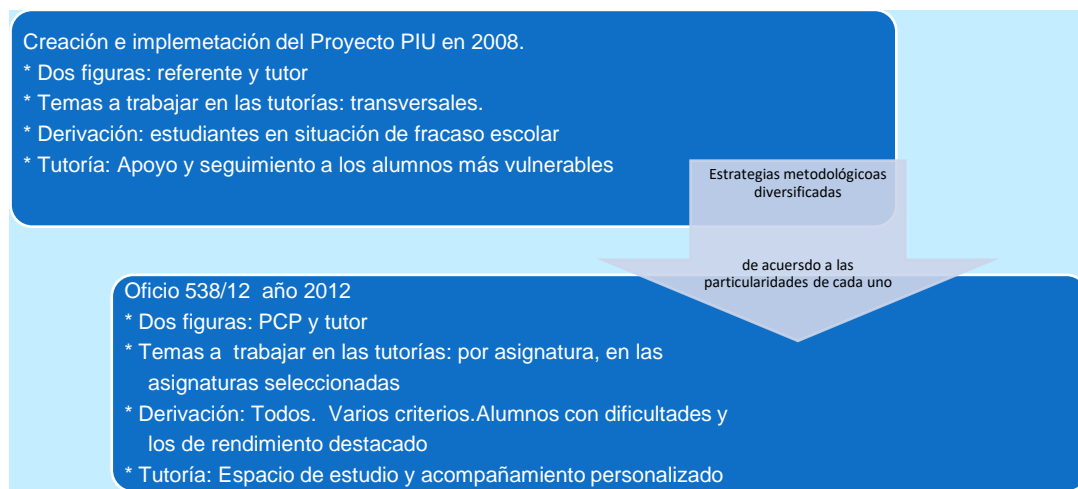 Creación e implemetación del Proyecto PIU en 2008.
* Dos figuras: referente y tutor
* Temas a trabajar en las tutorías: transversales.
* Derivación: estudiantes en situación de fracaso escolar
* Tutoría: Apoyo y seguimiento a los alumnos más vulnerables
Estrategias metodológicoas
diversificadas
de acuersdo a las
particularidades de cada uno
Oficio 538/12 año 2012
* Dos figuras: PCP y tutor
* Temas a trabajar en las tutorías: por asignatura, en las
asignaturas seleccionadas
* Derivación: Todos. Varios criterios.Alumnos con dificultades y
los de rendimiento destacado
* Tutoría: Espacio de estudio y acompañamiento personalizado